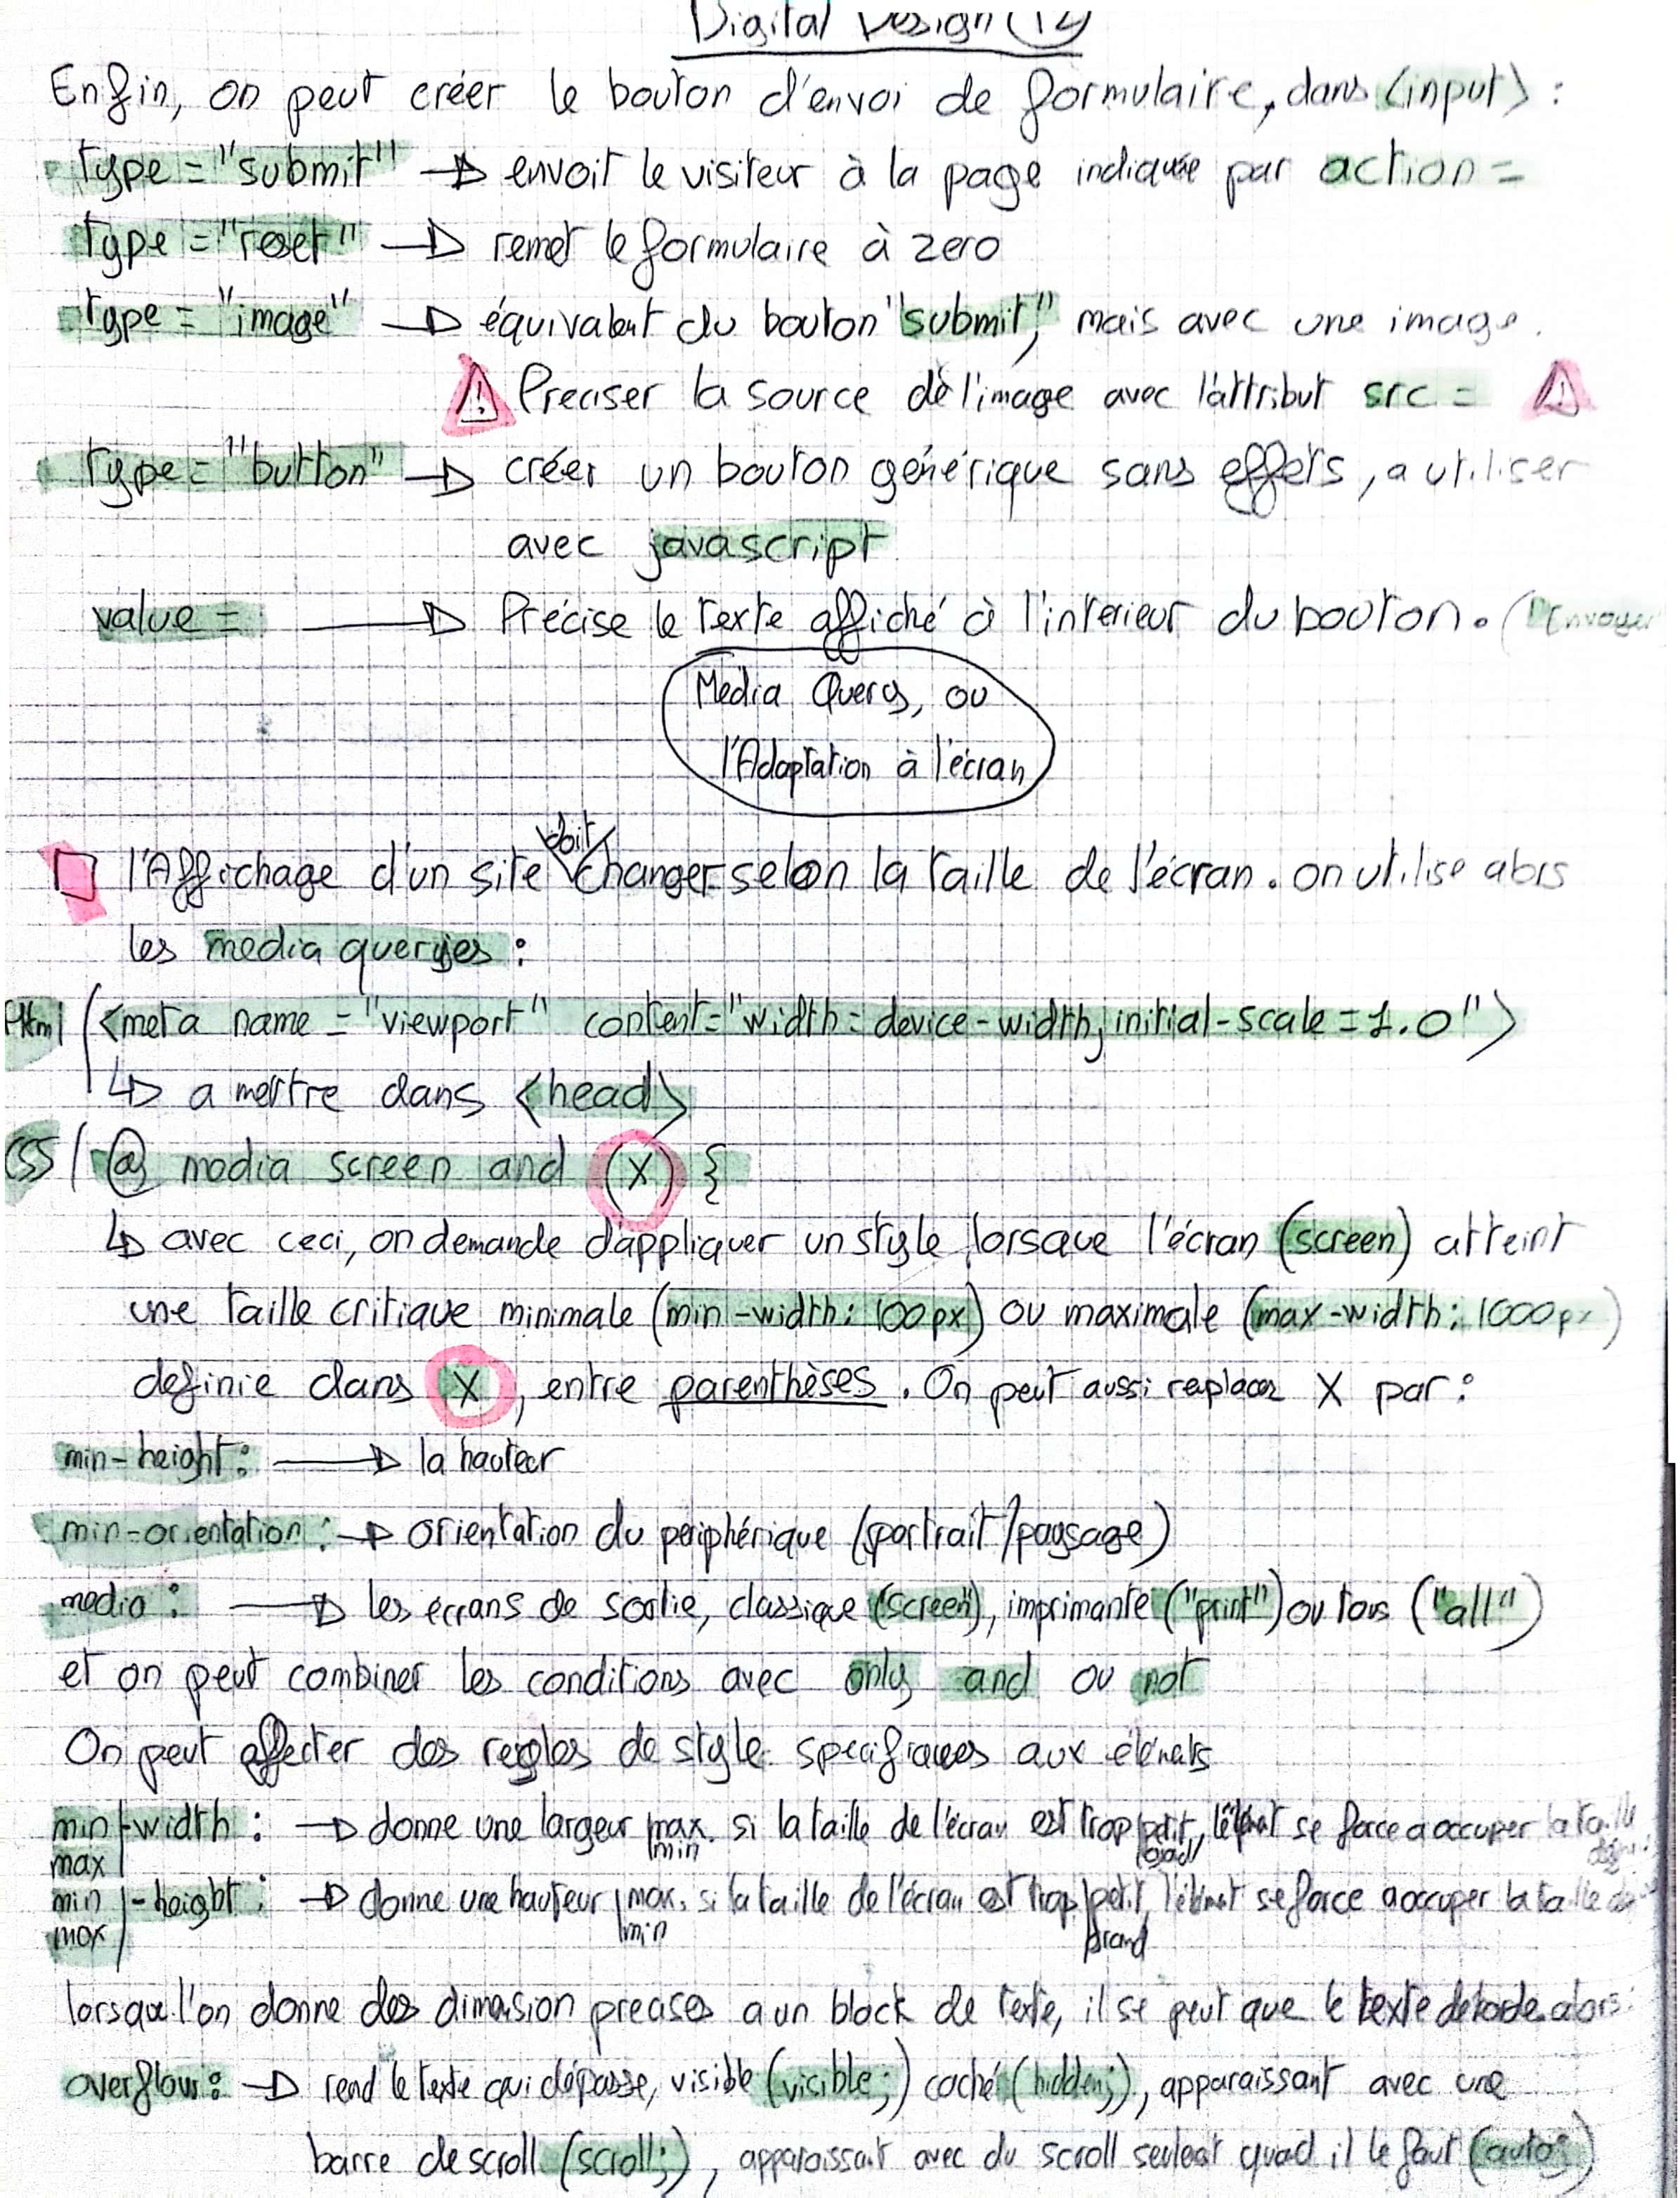 Digital Design (12)
Enfin, on peut créer le bouton d'envoi de formulaire, dans <input> :
type = "submit" → envoit le visiteur à la page indiquée par action =
type = "reset" → remet le formulaire à zero
type = "image" → équivalent du bouton "submit", mais avec une image.
⚠ Preciser la source de l'image avec l'attribut src = ⚠
type = "button" → créer un bouton générique sans effets, a utiliser
avec javascript
value = → Précise le texte affiché à l'interieur du bouton. ("Envoyer
Media Query, ou
l'Adaptation à l'écran
l'Affichage d'un site doit changer selon la taille de l'écran. on utilise alors
les media queryies :
Html <meta name = "viewport" content="width = device-width; initial-scale = 1.0">
↳ a mettre dans <head>
CSS @ media screen and (X) {
↳ avec ceci, on demande d'appliquer un style lorsque l'écran (screen) atteint
une taille critique minimale (min-width: 100px) ou maximale (max-width: 1000px)
definie dans X, entre parenthèses. On peut aussi replacer X par :
min-height: → la hauteur
min-orientation: → orientation du periphérique (portrait/paysage)
media: → les écrans de sortie, classique (screen"), imprimante ("print") ou tous ("all")
et on peut combiner les conditions avec only and ou not
On peut affecter des regles de style specifiques aux élémets
min max -width : → donne une largeur max. min si la taille de l'écran est trop petit, grand l'élémet se force a occuper la taille
min max -height : → donne une hauteur max. min si la taille de l'écran est trop petit, grand l'élémet se force a occuper la taille
lorsque l'on donne des dimension precises a un block de texte, il se peut que le texte deborde. alors:
overflow: → rend le texte qui dépasse, visible (visible;) caché (hidden;), apparaissant avec une
barre de scroll (scroll;), apparaissant avec du scroll seulemt quad il le faut (auto;)